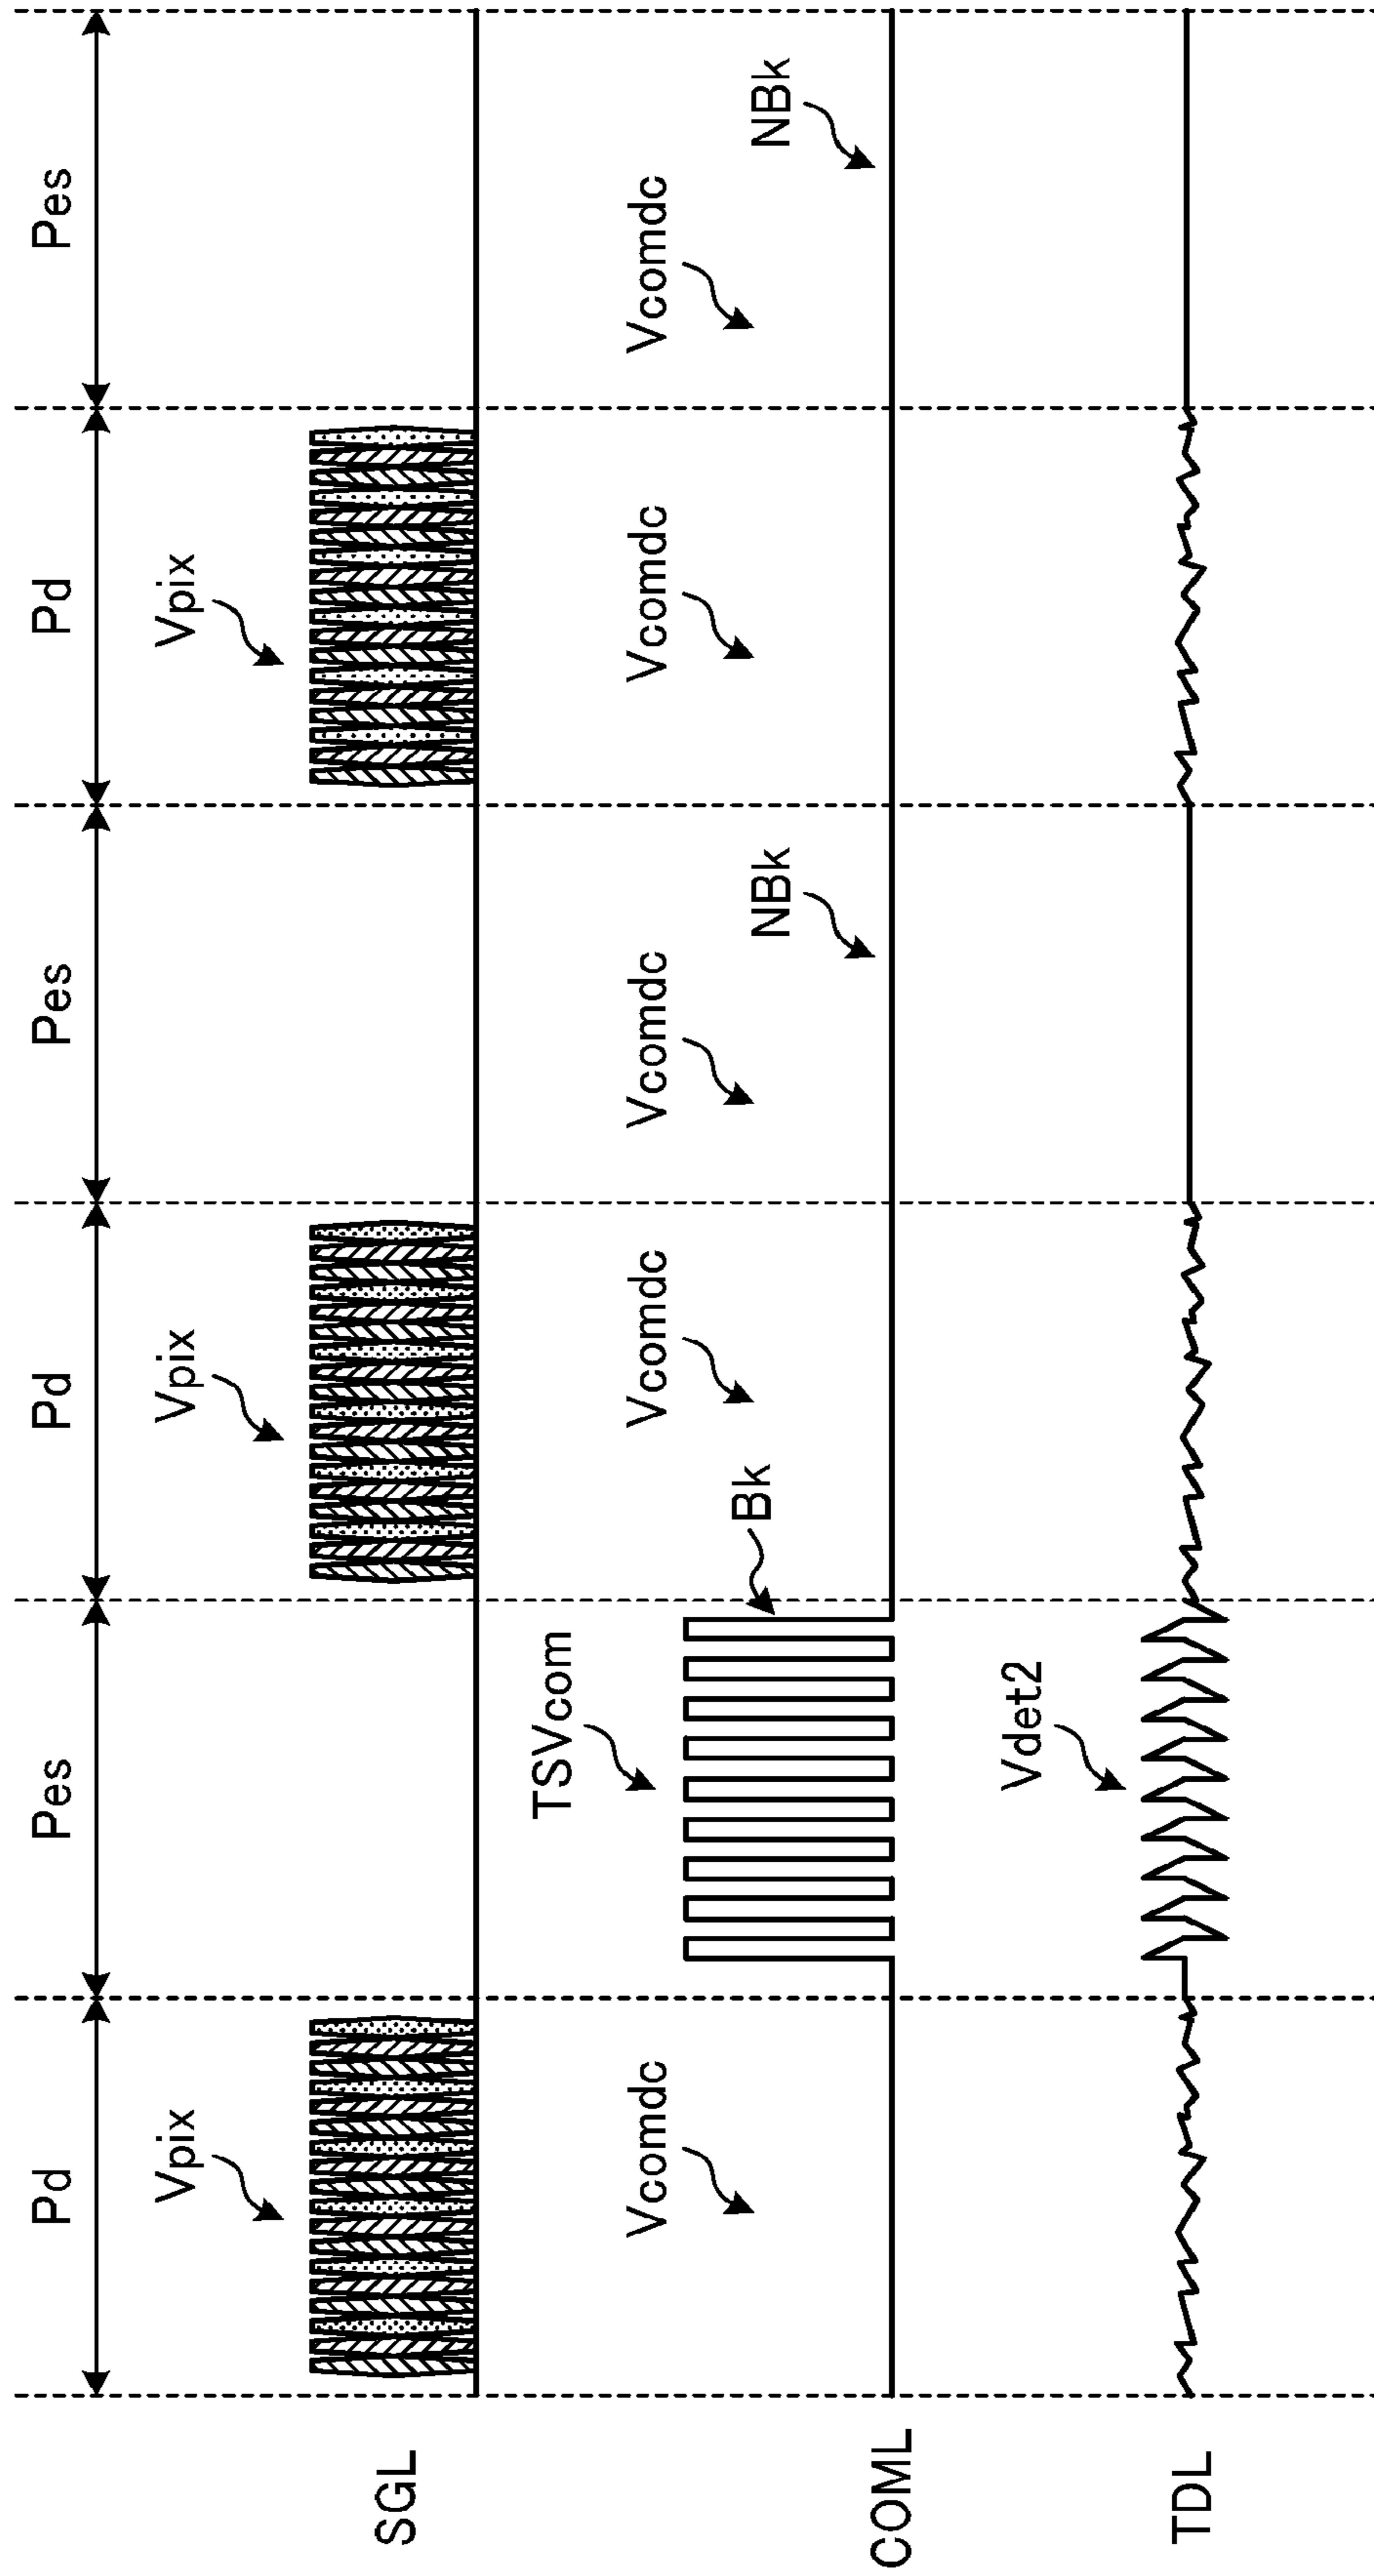 Pd Pes Pd Pes Pd Pes
Vpix Vpix Vpix
SGL
TSVcom
Vcomdc Vcomdc Vcomdc Vcomdc Vcomdc
Bk NBk NBk
COML
Vdet2
TDL